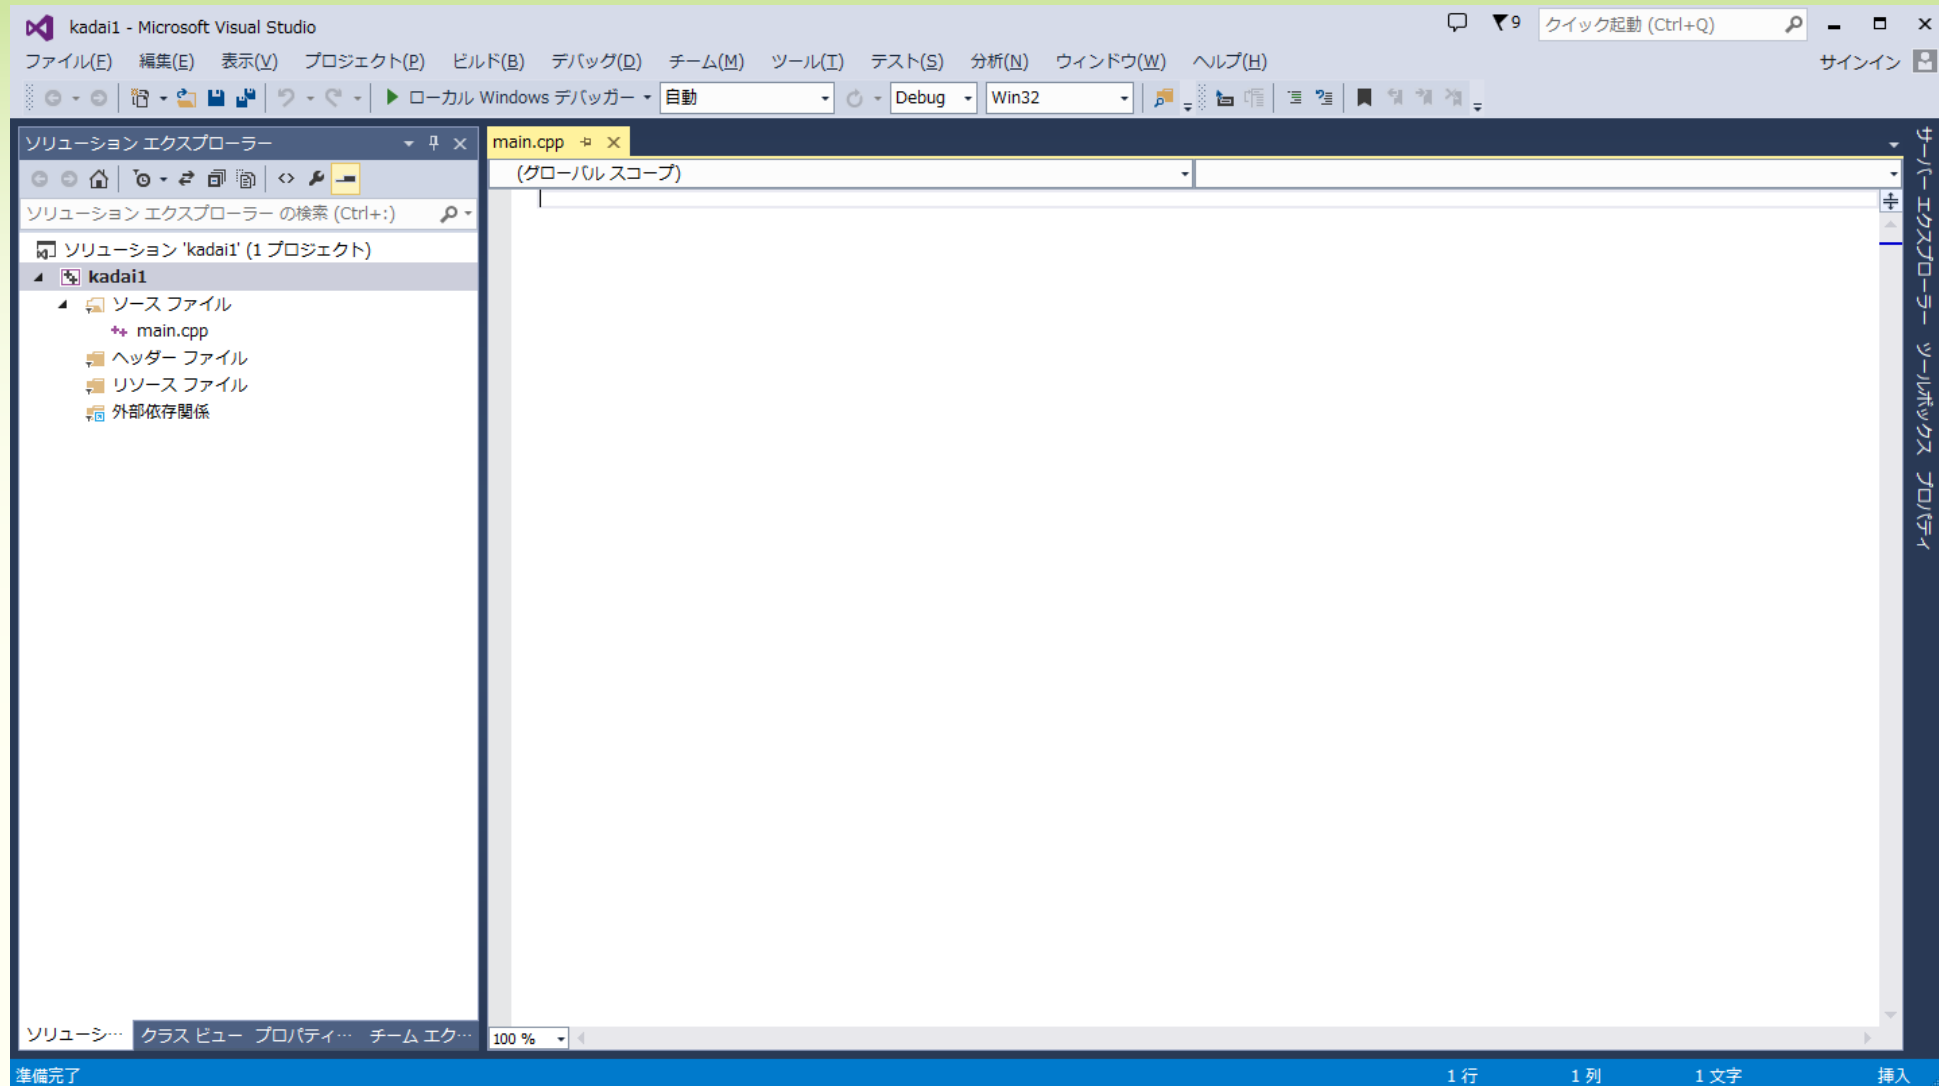 kadai1 - Microsoft Visual Studio
9
クイック起動 (Ctrl+Q)
ファイル(F) 編集(E) 表示(V) プロジェクト(P) ビルド(B) デバッグ(D) チーム(M) ツール(T) テスト(S) 分析(N) ウィンドウ(W) ヘルプ(H)
サインイン
ローカル Windows デバッガー 自動 Debug Win32
ソリューション エクスプローラー
main.cpp
(グローバル スコープ)
ソリューション エクスプローラー の検索 (Ctrl+:)
ソリューション 'kadai1' (1 プロジェクト)
kadai1
ソース ファイル
main.cpp
ヘッダー ファイル
リソース ファイル
外部依存関係
サーバー エクスプローラー
ツールボックス
プロパティ
ソリューシ… クラス ビュー プロパティ… チーム エク…
100 %
準備完了
1 行 1 列 1 文字 挿入